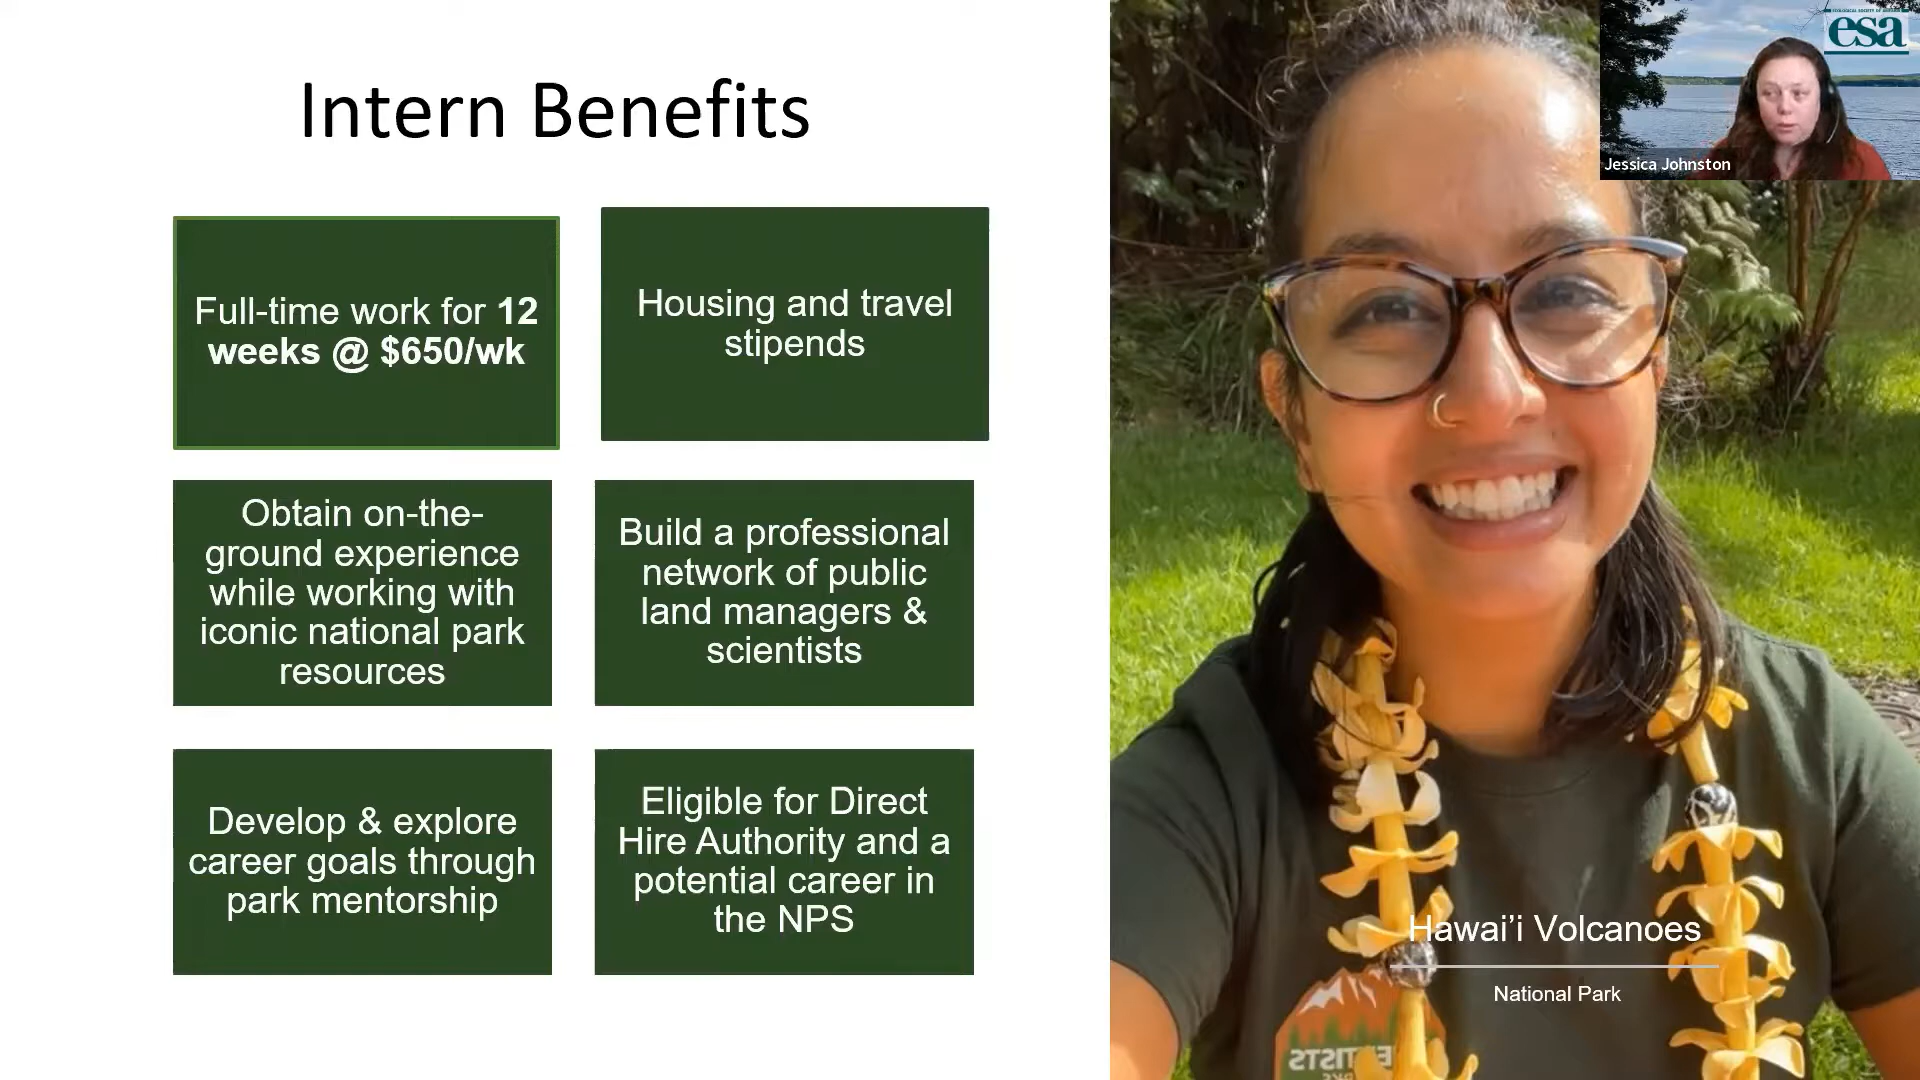 Intern Benefits
Full-time work for 12
weeks @ $650/wk
Housing and travel
stipends
Obtain on-the-
ground experience
while working with
iconic national park
resources
Build a professional
network of public
land managers &
scientists
Develop & explore
career goals through
park mentorship
Eligible for Direct
Hire Authority and a
potential career in
the NPS
esa
Jessica Johnston
Hawai’i Volcanoes
National Park